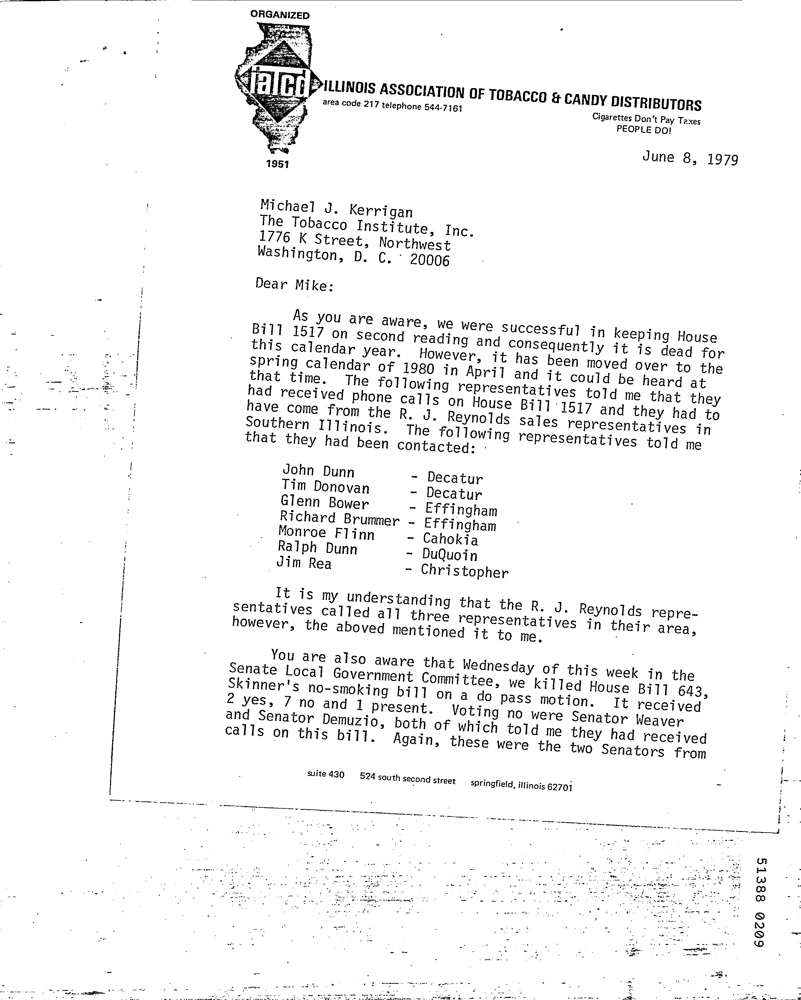 ORGANIZED
iatcd
ILLINOIS ASSOCIATION OF TOBACCO & CANDY DISTRIBUTORS
area code 217 telephone 544-7161
Cigarettes Don't Pay Taxes
PEOPLE DO!
1951
June 8, 1979
Michael J. Kerrigan
The Tobacco Institute, Inc.
1776 K Street, Northwest
Washington, D. C. 20006
Dear Mike:
As you are aware, we were successful in keeping House
Bill 1517 on second reading and consequently it is dead for
this calendar year. However, it has been moved over to the
spring calendar of 1980 in April and it could be heard at
that time. The following representatives told me that they
had received phone calls on House Bill 1517 and they had to
have come from the R. J. Reynolds sales representatives in
Southern Illinois. The following representatives told me
that they had been contacted:
John Dunn - Decatur
Tim Donovan - Decatur
Glenn Bower - Effingham
Richard Brummer - Effingham
Monroe Flinn - Cahokia
Ralph Dunn - DuQuoin
Jim Rea - Christopher
It is my understanding that the R. J. Reynolds repre-
sentatives called all three representatives in their area,
however, the aboved mentioned it to me.
You are also aware that Wednesday of this week in the
Senate Local Government Committee, we killed House Bill 643,
Skinner's no-smoking bill on a do pass motion. It received
2 yes, 7 no and 1 present. Voting no were Senator Weaver
and Senator Demuzio, both of which told me they had received
calls on this bill. Again, these were the two Senators from
suite 430 524 south second street springfield, illinois 62701
51388 0209